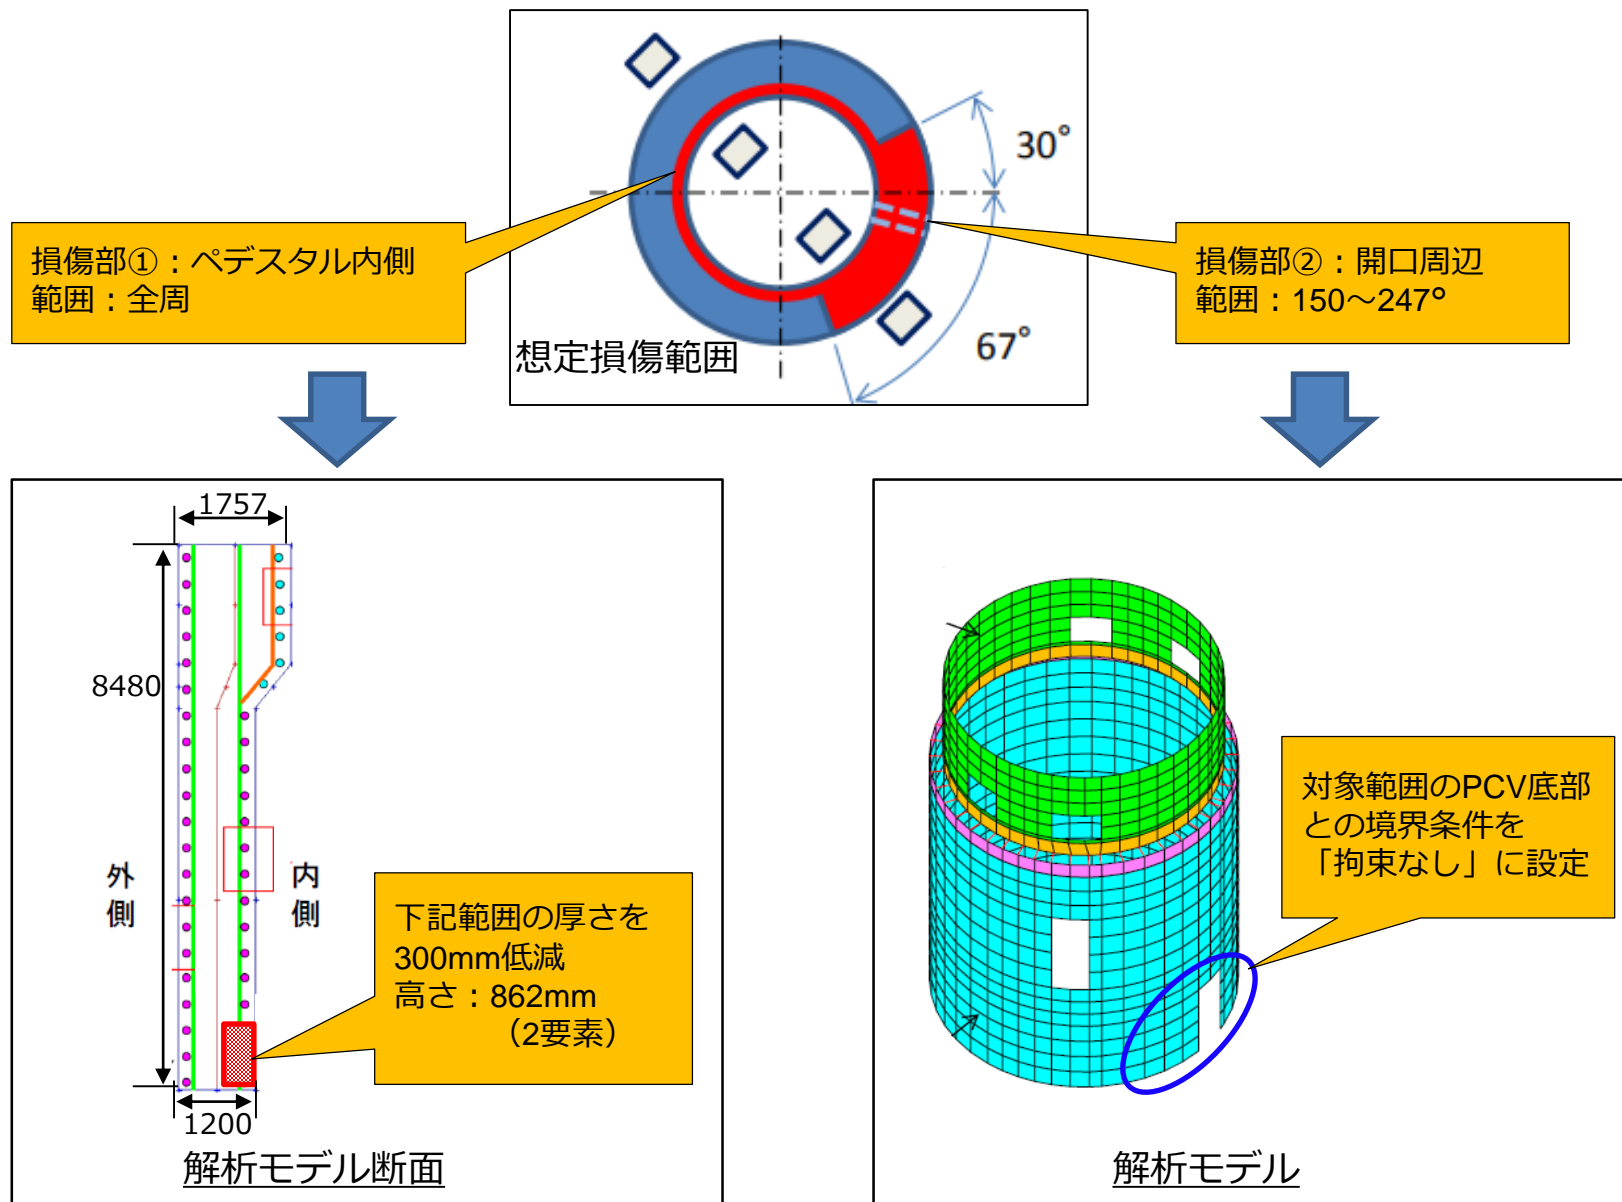 30°
67°
想定損傷範囲
損傷部①：ペデスタル内側
範囲：全周
損傷部②：開口周辺
範囲：150～247°
1757
8480
外側
内側
下記範囲の厚さを
300mm低減
高さ：862mm
（2要素）
1200
解析モデル断面
対象範囲のPCV底部
との境界条件を
「拘束なし」に設定
解析モデル